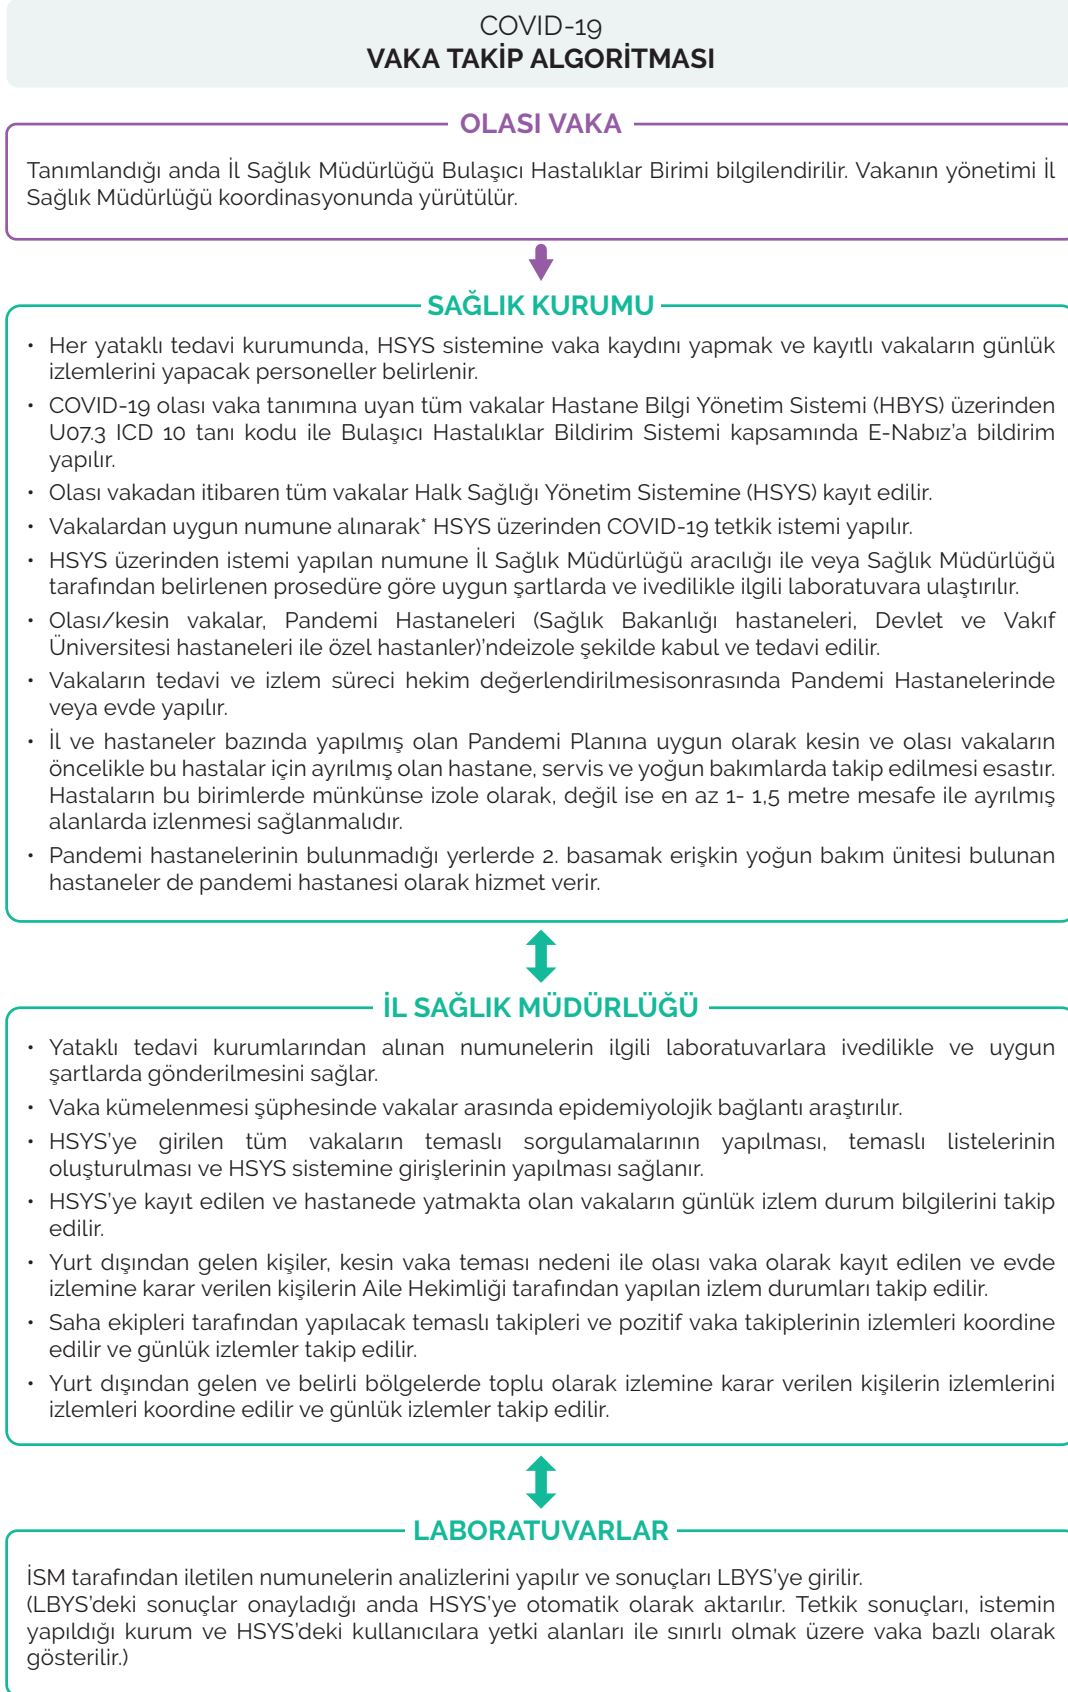 COVID-19
VAKA TAKİP ALGORİTMASI
OLASI VAKA
Tanımlandığı anda İl Sağlık Müdürlüğü Bulaşıcı Hastalıklar Birimi bilgilendirilir. Vakanın yönetimi İl
Sağlık Müdürlüğü koordinasyonunda yürütülür.
SAĞLIK KURUMU
• Her yataklı tedavi kurumunda, HSYS sistemine vaka kaydını yapmak ve kayıtlı vakaların günlük
izlemlerini yapacak personeller belirlenir.
• COVID-19 olası vaka tanımına uyan tüm vakalar Hastane Bilgi Yönetim Sistemi (HBYS) üzerinden
U07.3 ICD 10 tanı kodu ile Bulaşıcı Hastalıklar Bildirim Sistemi kapsamında E-Nabız’a bildirim
yapılır.
• Olası vakadan itibaren tüm vakalar Halk Sağlığı Yönetim Sistemine (HSYS) kayıt edilir.
• Vakalardan uygun numune alınarak* HSYS üzerinden COVID-19 tetkik istemi yapılır.
• HSYS üzerinden istemi yapılan numune İl Sağlık Müdürlüğü aracılığı ile veya Sağlık Müdürlüğü
tarafından belirlenen prosedüre göre uygun şartlarda ve ivedilikle ilgili laboratuvara ulaştırılır.
• Olası/kesin vakalar, Pandemi Hastaneleri (Sağlık Bakanlığı hastaneleri, Devlet ve Vakıf
Üniversitesi hastaneleri ile özel hastanler)’ndeizole şekilde kabul ve tedavi edilir.
• Vakaların tedavi ve izlem süreci hekim değerlendirilmesisonrasında Pandemi Hastanelerinde
veya evde yapılır.
• İl ve hastaneler bazında yapılmış olan Pandemi Planına uygun olarak kesin ve olası vakaların
öncelikle bu hastalar için ayrılmış olan hastane, servis ve yoğun bakımlarda takip edilmesi esastır.
Hastaların bu birimlerde münkünse izole olarak, değil ise en az 1- 1,5 metre mesafe ile ayrılmış
alanlarda izlenmesi sağlanmalıdır.
• Pandemi hastanelerinin bulunmadığı yerlerde 2. basamak erişkin yoğun bakım ünitesi bulunan
hastaneler de pandemi hastanesi olarak hizmet verir.
İL SAĞLIK MÜDÜRLÜĞÜ
• Yataklı tedavi kurumlarından alınan numunelerin ilgili laboratuvarlara ivedilikle ve uygun
şartlarda gönderilmesini sağlar.
• Vaka kümelenmesi şüphesinde vakalar arasında epidemiyolojik bağlantı araştırılır.
• HSYS’ye girilen tüm vakaların temaslı sorgulamalarının yapılması, temaslı listelerinin
oluşturulması ve HSYS sistemine girişlerinin yapılması sağlanır.
• HSYS’ye kayıt edilen ve hastanede yatmakta olan vakaların günlük izlem durum bilgilerini takip
edilir.
• Yurt dışından gelen kişiler, kesin vaka teması nedeni ile olası vaka olarak kayıt edilen ve evde
izlemine karar verilen kişilerin Aile Hekimliği tarafından yapılan izlem durumları takip edilir.
• Saha ekipleri tarafından yapılacak temaslı takipleri ve pozitif vaka takiplerinin izlemleri koordine
edilir ve günlük izlemler takip edilir.
• Yurt dışından gelen ve belirli bölgelerde toplu olarak izlemine karar verilen kişilerin izlemlerini
izlemleri koordine edilir ve günlük izlemler takip edilir.
LABORATUVARLAR
İSM tarafından iletilen numunelerin analizlerini yapılır ve sonuçları LBYS’ye girilir.
(LBYS’deki sonuçlar onayladığı anda HSYS’ye otomatik olarak aktarılır. Tetkik sonuçları, istemin
yapıldığı kurum ve HSYS’deki kullanıcılara yetki alanları ile sınırlı olmak üzere vaka bazlı olarak
gösterilir.)